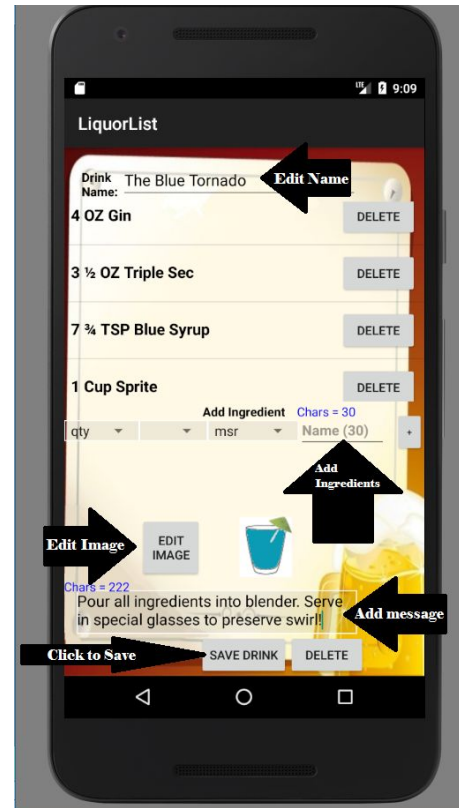 LTE 9:09
LiquorList
Drink Name: The Blue Tornado Edit Name
4 OZ Gin DELETE
3 ½ OZ Triple Sec DELETE
7 ¾ TSP Blue Syrup DELETE
1 Cup Sprite DELETE
Add Ingredient Chars = 30
qty msr Name (30) +
Add
Ingredients
Edit Image EDIT IMAGE
Chars = 222
Pour all ingredients into blender. Serve
in special glasses to preserve swirl! Add message
Click to Save SAVE DRINK DELETE